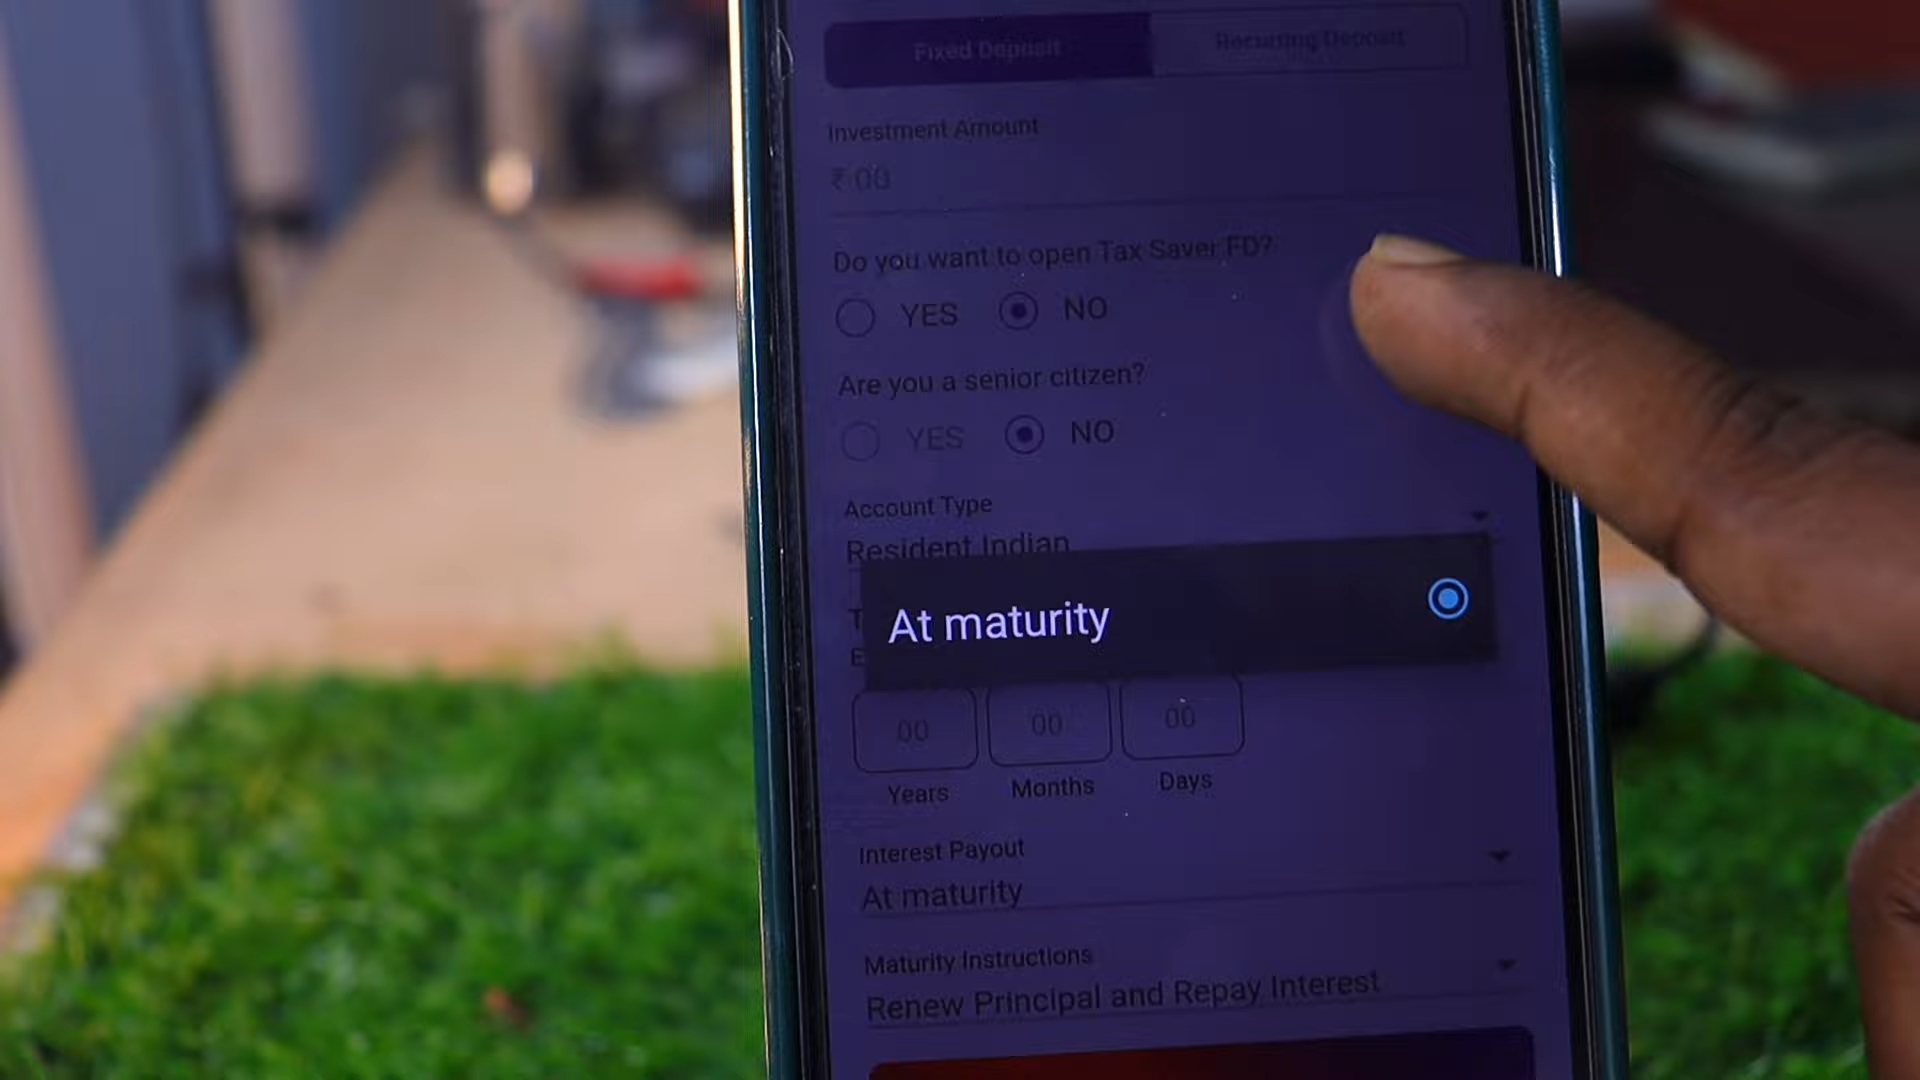 Fixed Deposit Recurring Deposit
Investment Amount
₹ 00
Do you want to open Tax Saver FD?
YES NO
Are you a senior citizen?
YES NO
Account Type
Resident Indian
At maturity
00 00 00
Years Months Days
Interest Payout
At maturity
Maturity Instructions
Renew Principal and Repay Interest